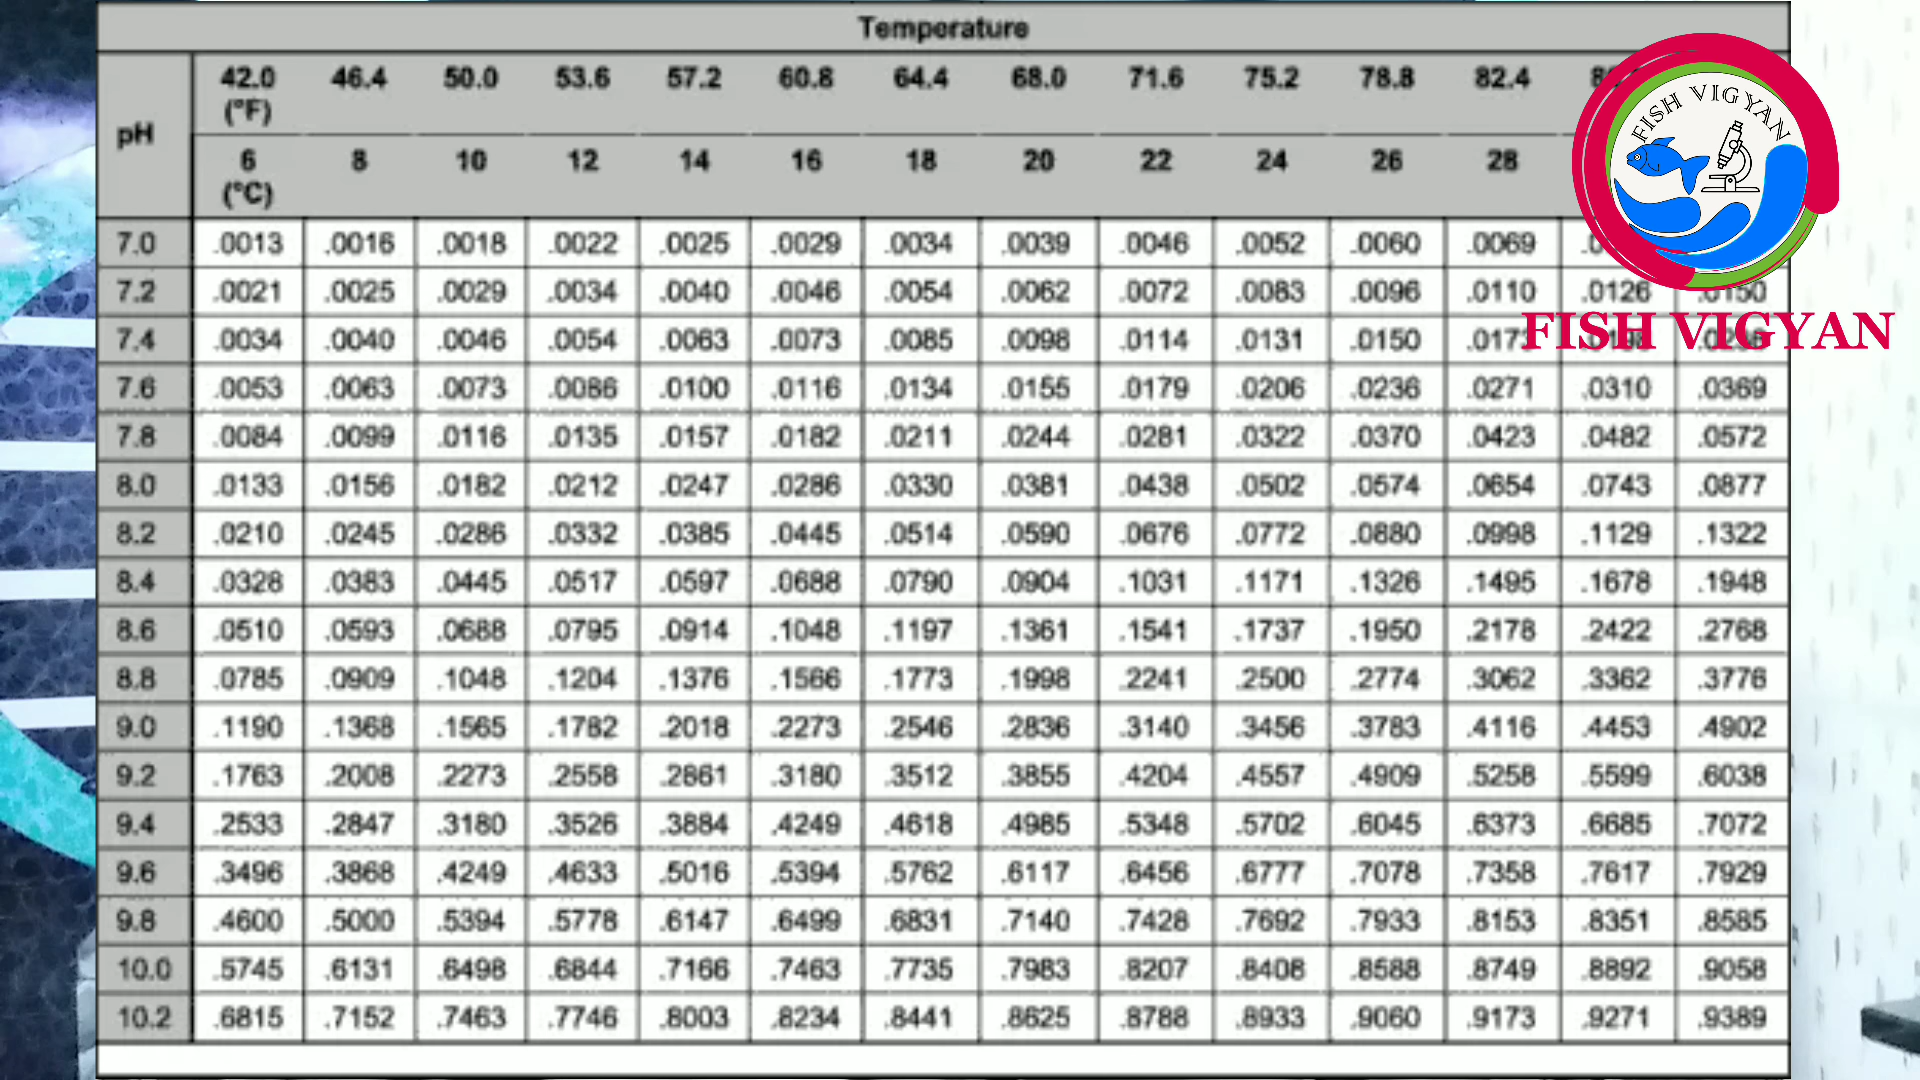 Temperature
pH 42.0 46.4 50.0 53.6 57.2 60.8 64.4 68.0 71.6 75.2 78.8 82.4
(°F)
6 8 10 12 14 16 18 20 22 24 26 28
(°C)
7.0 .0013 .0016 .0018 .0022 .0025 .0029 .0034 .0039 .0046 .0052 .0060 .0069
7.2 .0021 .0025 .0029 .0034 .0040 .0046 .0054 .0062 .0072 .0083 .0096 .0110 .0126 .0150
7.4 .0034 .0040 .0046 .0054 .0063 .0073 .0085 .0098 .0114 .0131 .0150
7.6 .0053 .0063 .0073 .0086 .0100 .0116 .0134 .0155 .0179 .0206 .0236 .0271 .0310 .0369
7.8 .0084 .0099 .0116 .0135 .0157 .0182 .0211 .0244 .0281 .0322 .0370 .0423 .0482 .0572
8.0 .0133 .0156 .0182 .0212 .0247 .0286 .0330 .0381 .0438 .0502 .0574 .0654 .0743 .0877
8.2 .0210 .0245 .0286 .0332 .0385 .0445 .0514 .0590 .0676 .0772 .0880 .0998 .1129 .1322
8.4 .0328 .0383 .0445 .0517 .0597 .0688 .0790 .0904 .1031 .1171 .1326 .1495 .1678 .1948
8.6 .0510 .0593 .0688 .0795 .0914 .1048 .1197 .1361 .1541 .1737 .1950 .2178 .2422 .2768
8.8 .0785 .0909 .1048 .1204 .1376 .1566 .1773 .1998 .2241 .2500 .2774 .3062 .3362 .3776
9.0 .1190 .1368 .1565 .1782 .2018 .2273 .2546 .2836 .3140 .3456 .3783 .4116 .4453 .4902
9.2 .1763 .2008 .2273 .2558 .2861 .3180 .3512 .3855 .4204 .4557 .4909 .5258 .5599 .6038
9.4 .2533 .2847 .3180 .3526 .3884 .4249 .4618 .4985 .5348 .5702 .6045 .6373 .6685 .7072
9.6 .3496 .3868 .4249 .4633 .5016 .5394 .5762 .6117 .6456 .6777 .7078 .7358 .7617 .7929
9.8 .4600 .5000 .5394 .5778 .6147 .6499 .6831 .7140 .7428 .7692 .7933 .8153 .8351 .8585
10.0 .5745 .6131 .6498 .6844 .7166 .7463 .7735 .7983 .8207 .8408 .8588 .8749 .8892 .9058
10.2 .6815 .7152 .7463 .7746 .8003 .8234 .8441 .8625 .8788 .8933 .9060 .9173 .9271 .9389
FISH VIGYAN
FISH VIGYAN